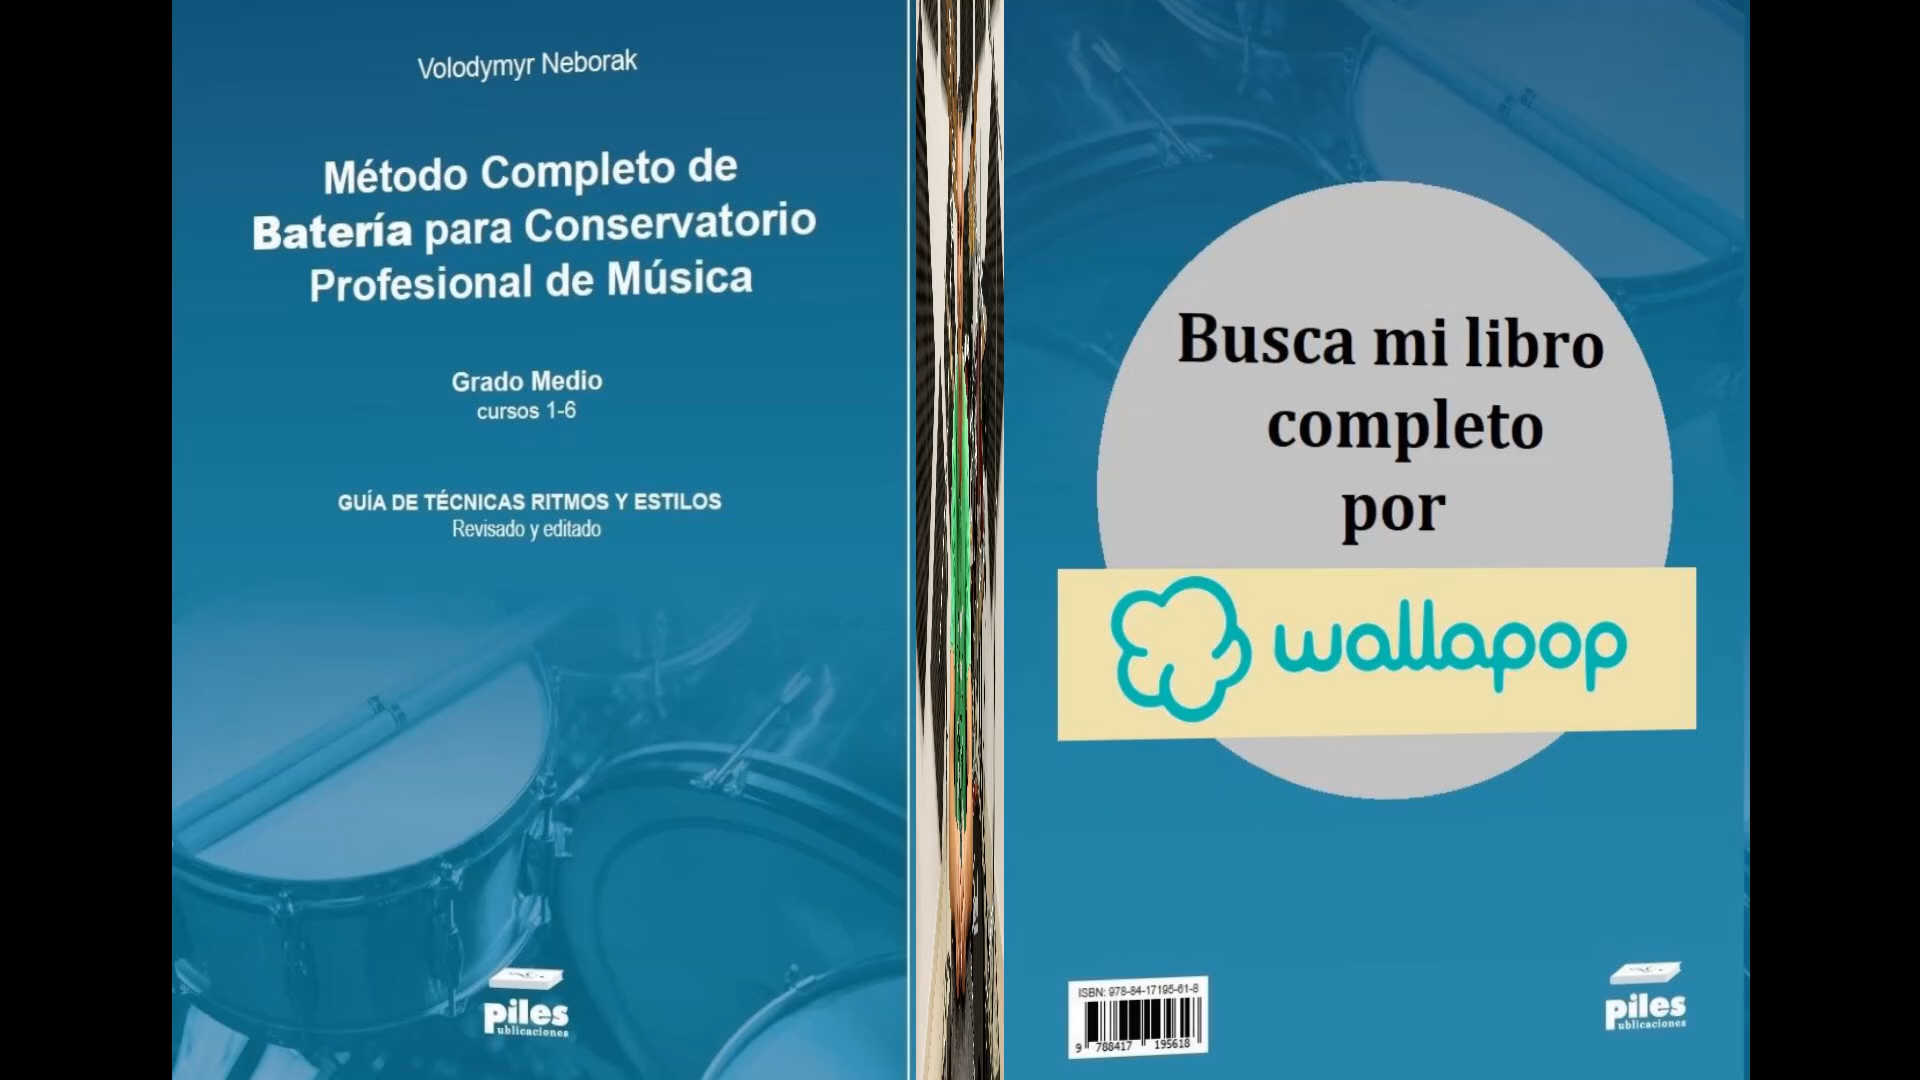 Volodymyr Neborak
Método Completo de
Batería para Conservatorio
Profesional de Música
Grado Medio
cursos 1-6
GUÍA DE TÉCNICAS RITMOS Y ESTILOS
Revisado y editado
piles
ublicaciones
Busca mi libro
completo
por
wallapop
ISBN: 978-84-17195-61-8
9 788417 195618
piles
ublicaciones